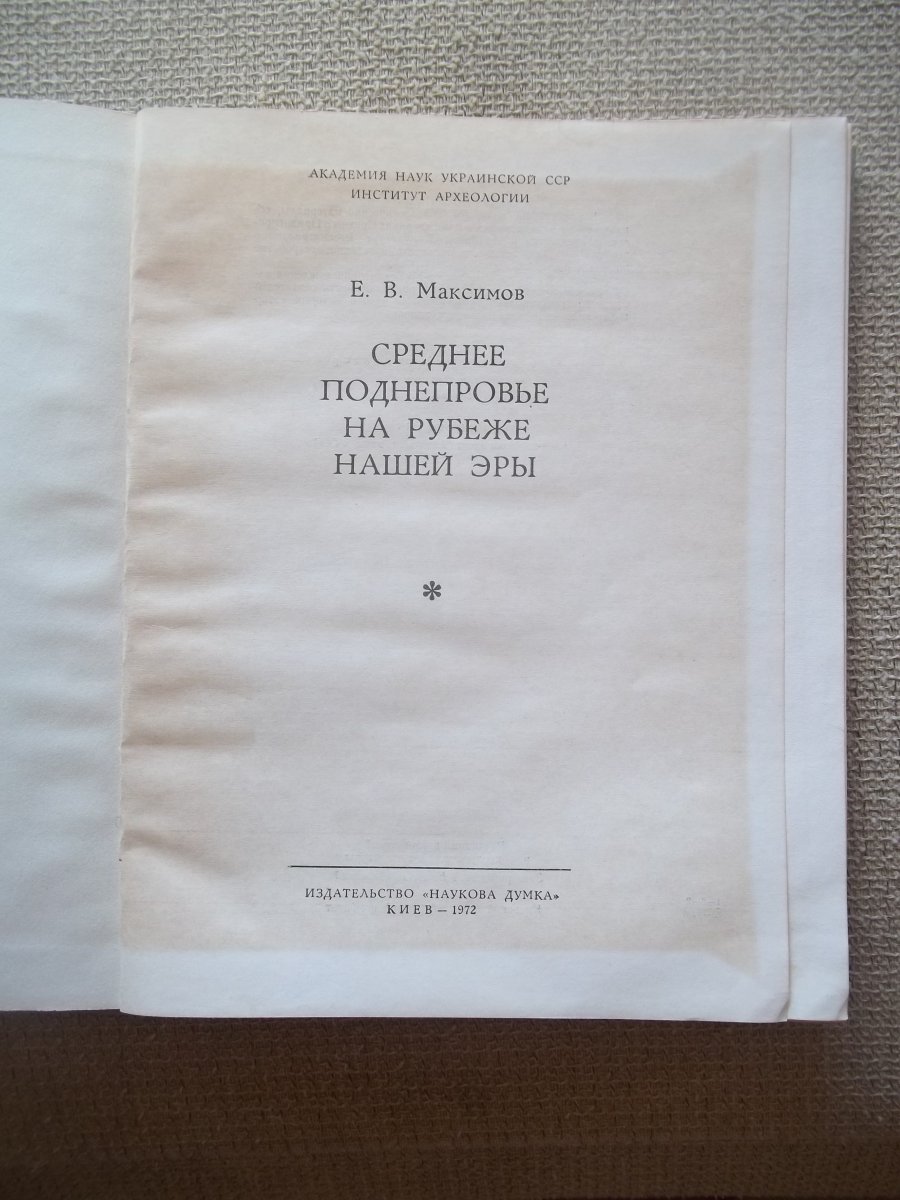 АКАДЕМИЯ НАУК УКРАИНСКОЙ ССР
ИНСТИТУТ АРХЕОЛОГИИ
Е. В. Максимов
СРЕДНЕЕ
ПОДНЕПРОВЬЕ
НА РУБЕЖЕ
НАШЕЙ ЭРЫ
*
ИЗДАТЕЛЬСТВО «НАУКОВА ДУМКА»
КИЕВ — 1972